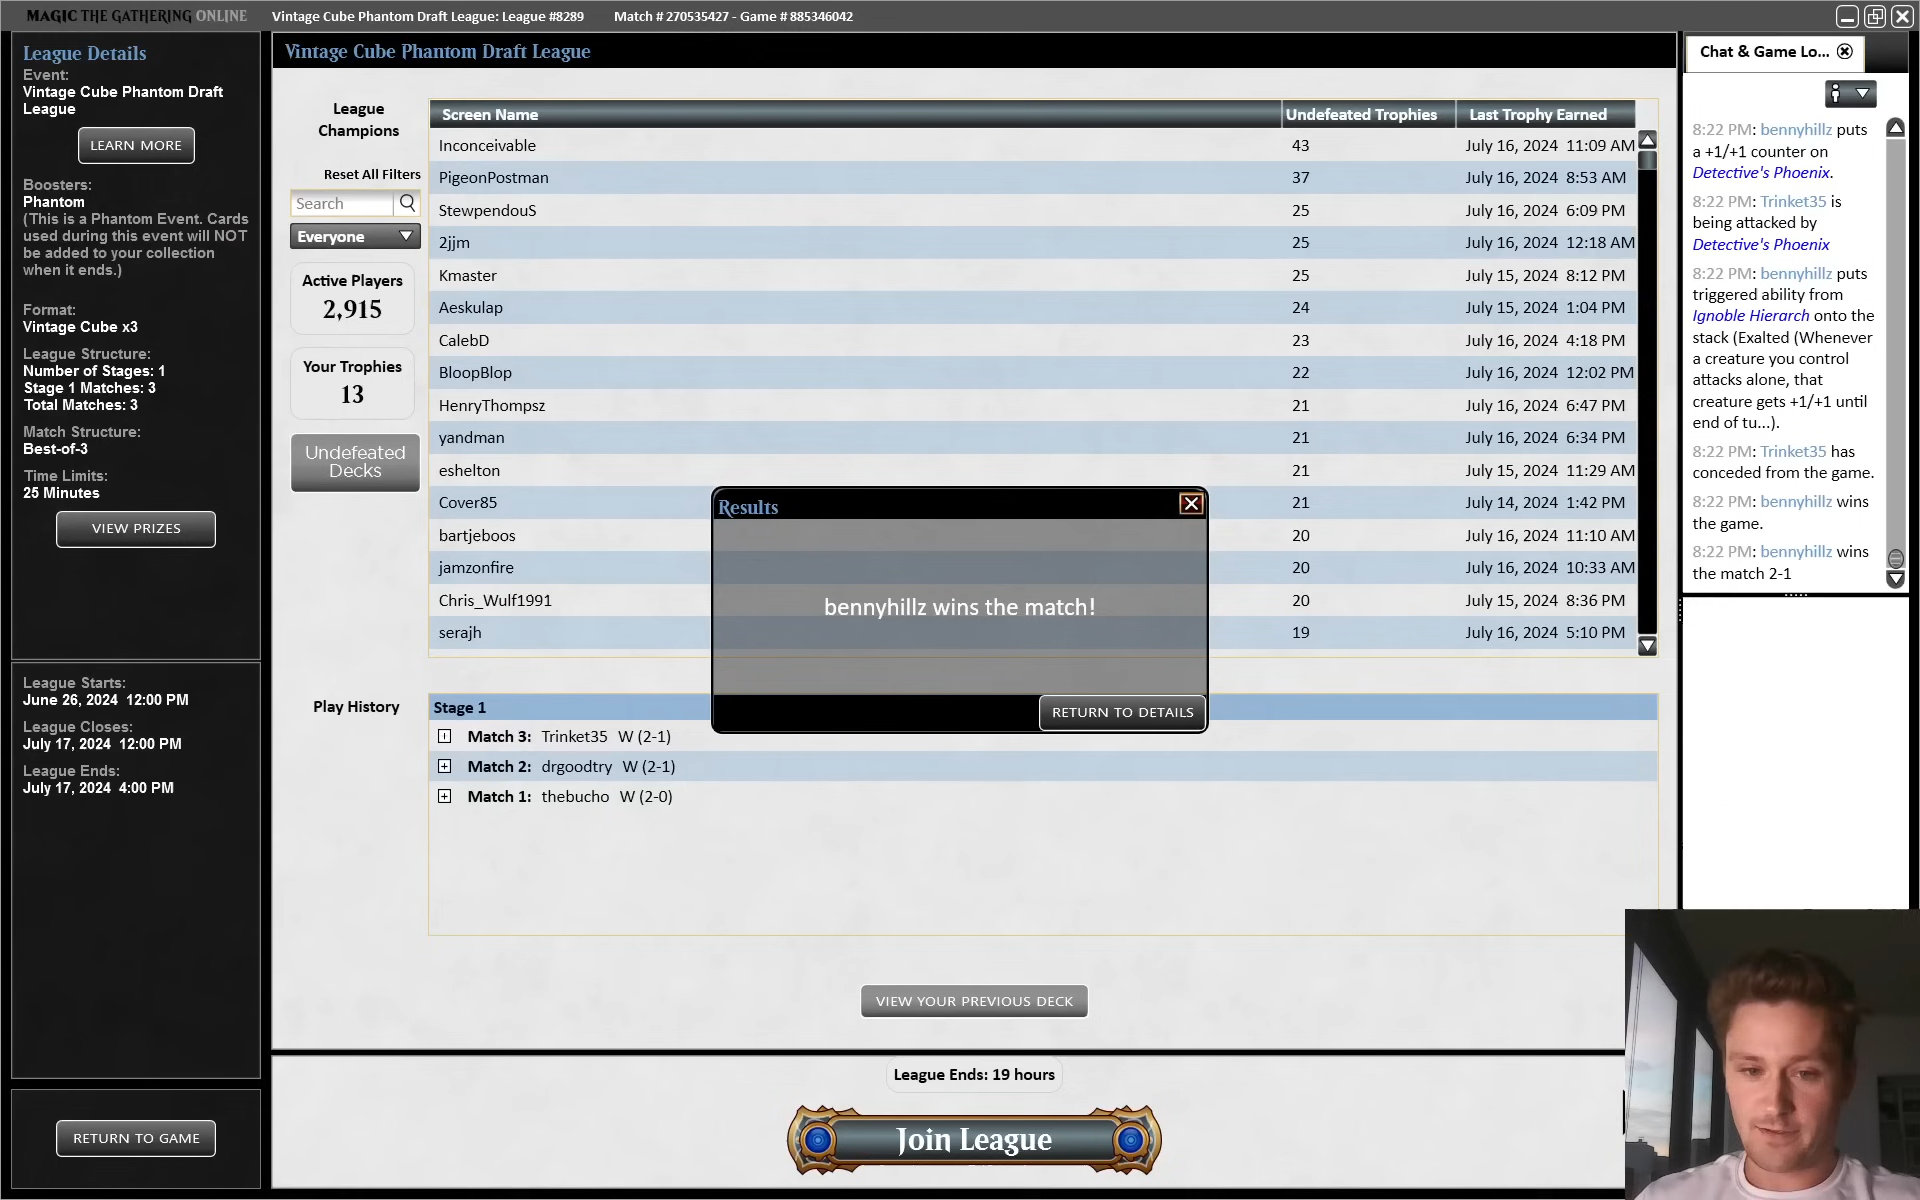 MAGIC THE GATHERING ONLINE
Vintage Cube Phantom Draft League: League #8289
Match # 270535427 - Game # 885346042
League Details
Event:
Vintage Cube Phantom Draft
League
LEARN MORE
Boosters:
Phantom
(This is a Phantom Event. Cards
used during this event will NOT
be added to your collection
when it ends.)
Format:
Vintage Cube x3
League Structure:
Number of Stages: 1
Stage 1 Matches: 3
Total Matches: 3
Match Structure:
Best-of-3
Time Limits:
25 Minutes
VIEW PRIZES
League Starts:
June 26, 2024 12:00 PM
League Closes:
July 17, 2024 12:00 PM
League Ends:
July 17, 2024 4:00 PM
RETURN TO GAME
Vintage Cube Phantom Draft League
League
Champions
Reset All Filters
Search
Everyone
Active Players
2,915
Your Trophies
13
Undefeated
Decks
Screen Name Undefeated Trophies Last Trophy Earned
Inconceivable 43 July 16, 2024 11:09 AM
PigeonPostman 37 July 16, 2024 8:53 AM
StewpendouS 25 July 16, 2024 6:09 PM
2jjm 25 July 16, 2024 12:18 AM
Kmaster 25 July 15, 2024 8:12 PM
Aeskulap 24 July 15, 2024 1:04 PM
CalebD 23 July 16, 2024 4:18 PM
BloopBlop 22 July 16, 2024 12:02 PM
HenryThompsz 21 July 16, 2024 6:47 PM
yandman 21 July 16, 2024 6:34 PM
eshelton 21 July 15, 2024 11:29 AM
Cover85 21 July 14, 2024 1:42 PM
bartjeboos 20 July 16, 2024 11:10 AM
jamzonfire 20 July 16, 2024 10:33 AM
Chris_Wulf1991 20 July 15, 2024 8:36 PM
serajh 19 July 16, 2024 5:10 PM
Results
bennyhillz wins the match!
RETURN TO DETAILS
Play History
Stage 1
Match 3: Trinket35 W (2-1)
Match 2: drgoodtry W (2-1)
Match 1: thebucho W (2-0)
VIEW YOUR PREVIOUS DECK
League Ends: 19 hours
Join League
Chat & Game Lo...
8:22 PM: bennyhillz puts
a +1/+1 counter on
Detective's Phoenix.
8:22 PM: Trinket35 is
being attacked by
Detective's Phoenix
8:22 PM: bennyhillz puts
triggered ability from
Ignoble Hierarch onto the
stack (Exalted (Whenever
a creature you control
attacks alone, that
creature gets +1/+1 until
end of tu...).
8:22 PM: Trinket35 has
conceded from the game.
8:22 PM: bennyhillz wins
the game.
8:22 PM: bennyhillz wins
the match 2-1